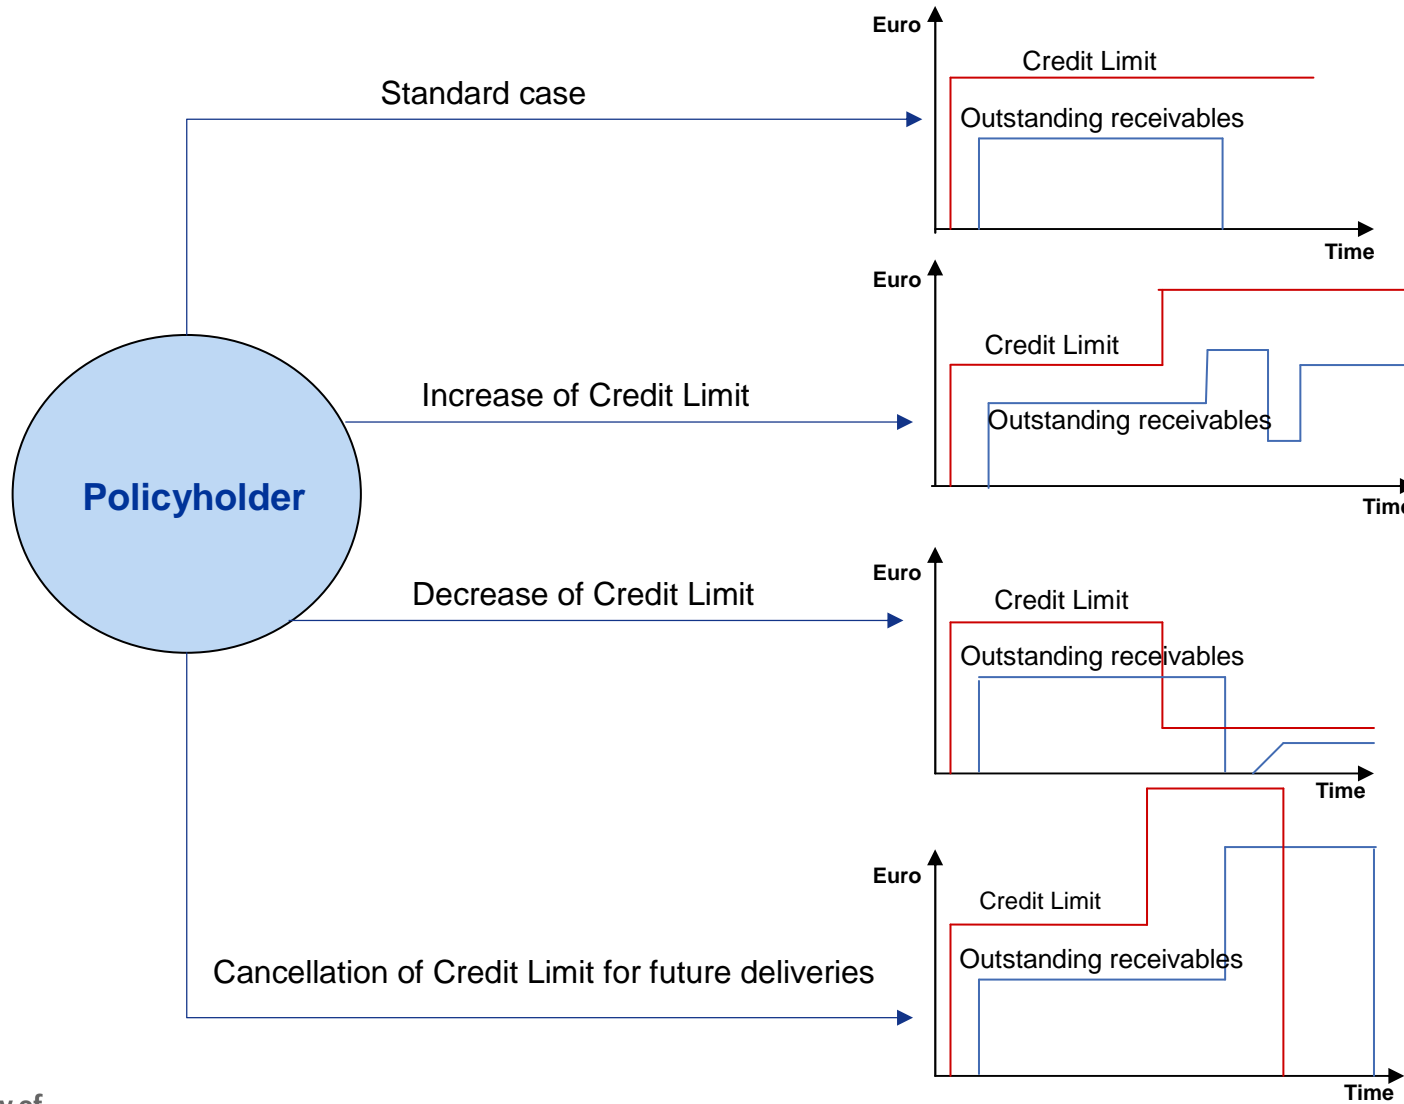 Euro
Credit Limit
Standard case
Outstanding receivables
Time
Euro
Credit Limit
Increase of Credit Limit
Outstanding receivables
Policyholder
Time
Euro
Decrease of Credit Limit
Credit Limit
Outstanding receivables
Time
Euro
Credit Limit
Cancellation of Credit Limit for future deliveries
Outstanding receivables
Time